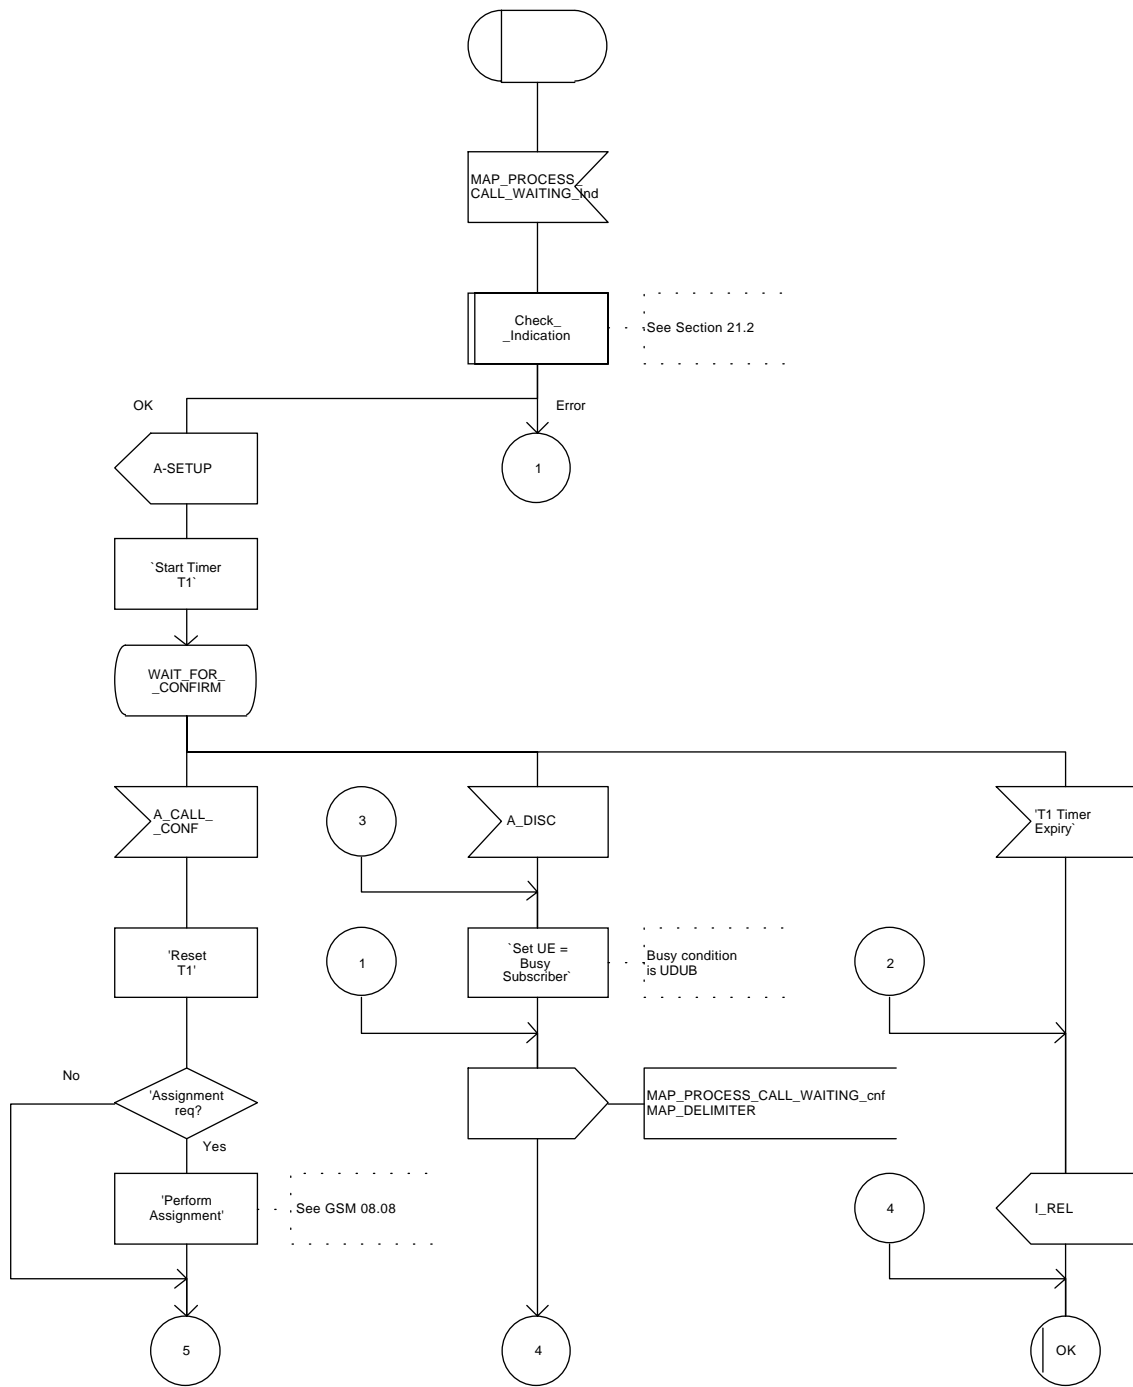 MAP_PROCESS_
CALL_WAITING_Ind
Check_
_Indication
See Section 21.2
OK
Error
A-SETUP
1
`Start Timer
T1`
WAIT_FOR_
_CONFIRM
A_CALL_
_CONF
3
A_DISC
'T1 Timer
Expiry`
'Reset
T1'
1
`Set UE =
Busy
Subscriber`
Busy condition
is UDUB
2
No
'Assignment
req?
MAP_PROCESS_CALL_WAITING_cnf
MAP_DELIMITER
Yes
'Perform
Assignment'
See GSM 08.08
4
I_REL
5
4
OK